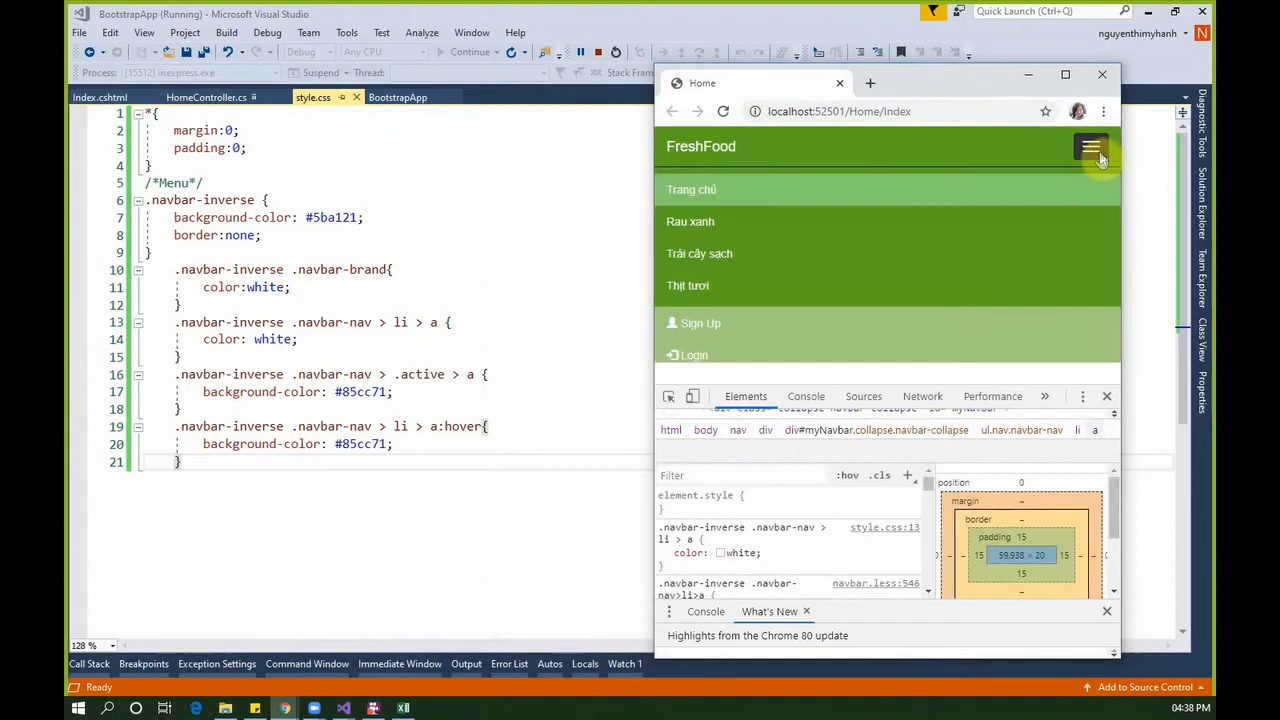 BootstrapApp (Running) - Microsoft Visual Studio
Quick Launch (Ctrl+Q)
File Edit View Project Build Debug Team Tools Test Analyze Window Help
nguyenthimyhanh N
Debug Any CPU Continue
Process: [15512] iisexpress.exe Suspend Thread: Stack Fram
Index.cshtml HomeController.cs style.css BootstrapApp
1 *{
2 margin:0;
3 padding:0;
4 }
5 /*Menu*/
6 .navbar-inverse {
7 background-color: #5ba121;
8 border:none;
9 }
10 .navbar-inverse .navbar-brand{
11 color:white;
12 }
13 .navbar-inverse .navbar-nav > li > a {
14 color: white;
15 }
16 .navbar-inverse .navbar-nav > .active > a {
17 background-color: #85cc71;
18 }
19 .navbar-inverse .navbar-nav > li > a:hover{
20 background-color: #85cc71;
21 }
128 %
Call Stack Breakpoints Exception Settings Command Window Immediate Window Output Error List Autos Locals Watch 1
Ready
Add to Source Control
04:38 PM
Home
localhost:52501/Home/Index
FreshFood
Trang chủ
Rau xanh
Trái cây sạch
Thịt tươi
Sign Up
Login
Elements Console Sources Network Performance »
html body nav div div#myNavbar.collapse.navbar-collapse ul.nav.navbar-nav li a
Filter :hov .cls +
element.style {
}
.navbar-inverse .navbar-nav > style.css:13
li > a {
color: white;
}
.navbar-inverse .navbar- navbar.less:546
nav>li>a {
position 0
margin –
border –
padding 15
15 59.938 × 20 15
15
Console What's New
Highlights from the Chrome 80 update
Diagnostic Tools
Solution Explorer
Team Explorer
Class View
Properties